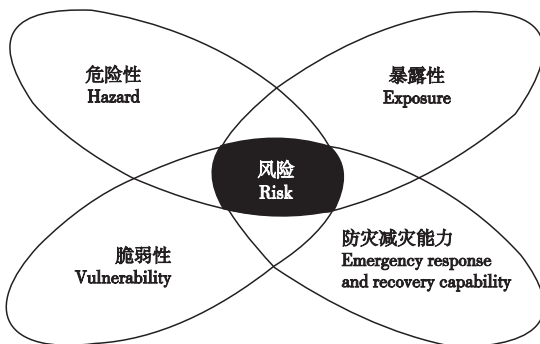 危险性
Hazard
暴露性
Exposure
风险
Risk
脆弱性
Vulnerability
防灾减灾能力
Emergency response
and recovery capability